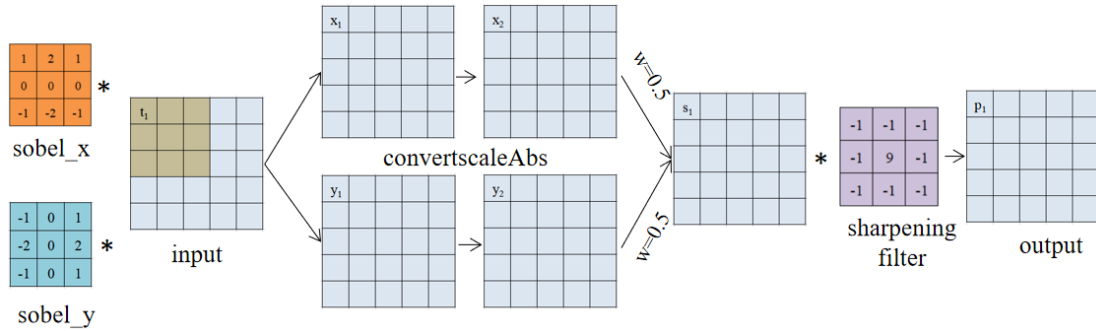 1 2 1
0 0 0
-1 -2 -1
*
sobel_x
-1 0 1
-2 0 2
-1 0 1
*
sobel_y
t1
input
x1
x2
convertscaleAbs
y1
y2
w=0.5
w=0.5
s1
*
-1 -1 -1
-1 9 -1
-1 -1 -1
sharpening
filter
p1
output